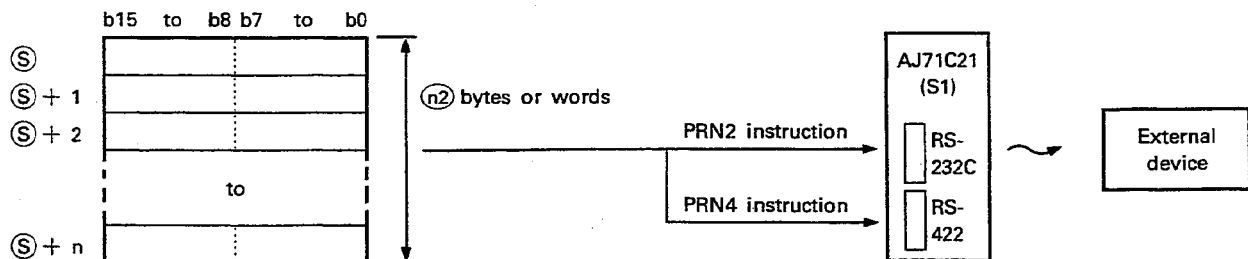 b15 to b8 b7 to b0
Ⓢ
Ⓢ + 1
Ⓢ + 2
to
Ⓢ + n
ⓝ2 bytes or words
PRN2 instruction
PRN4 instruction
AJ71C21
(S1)
RS-
232C
RS-
422
External
device